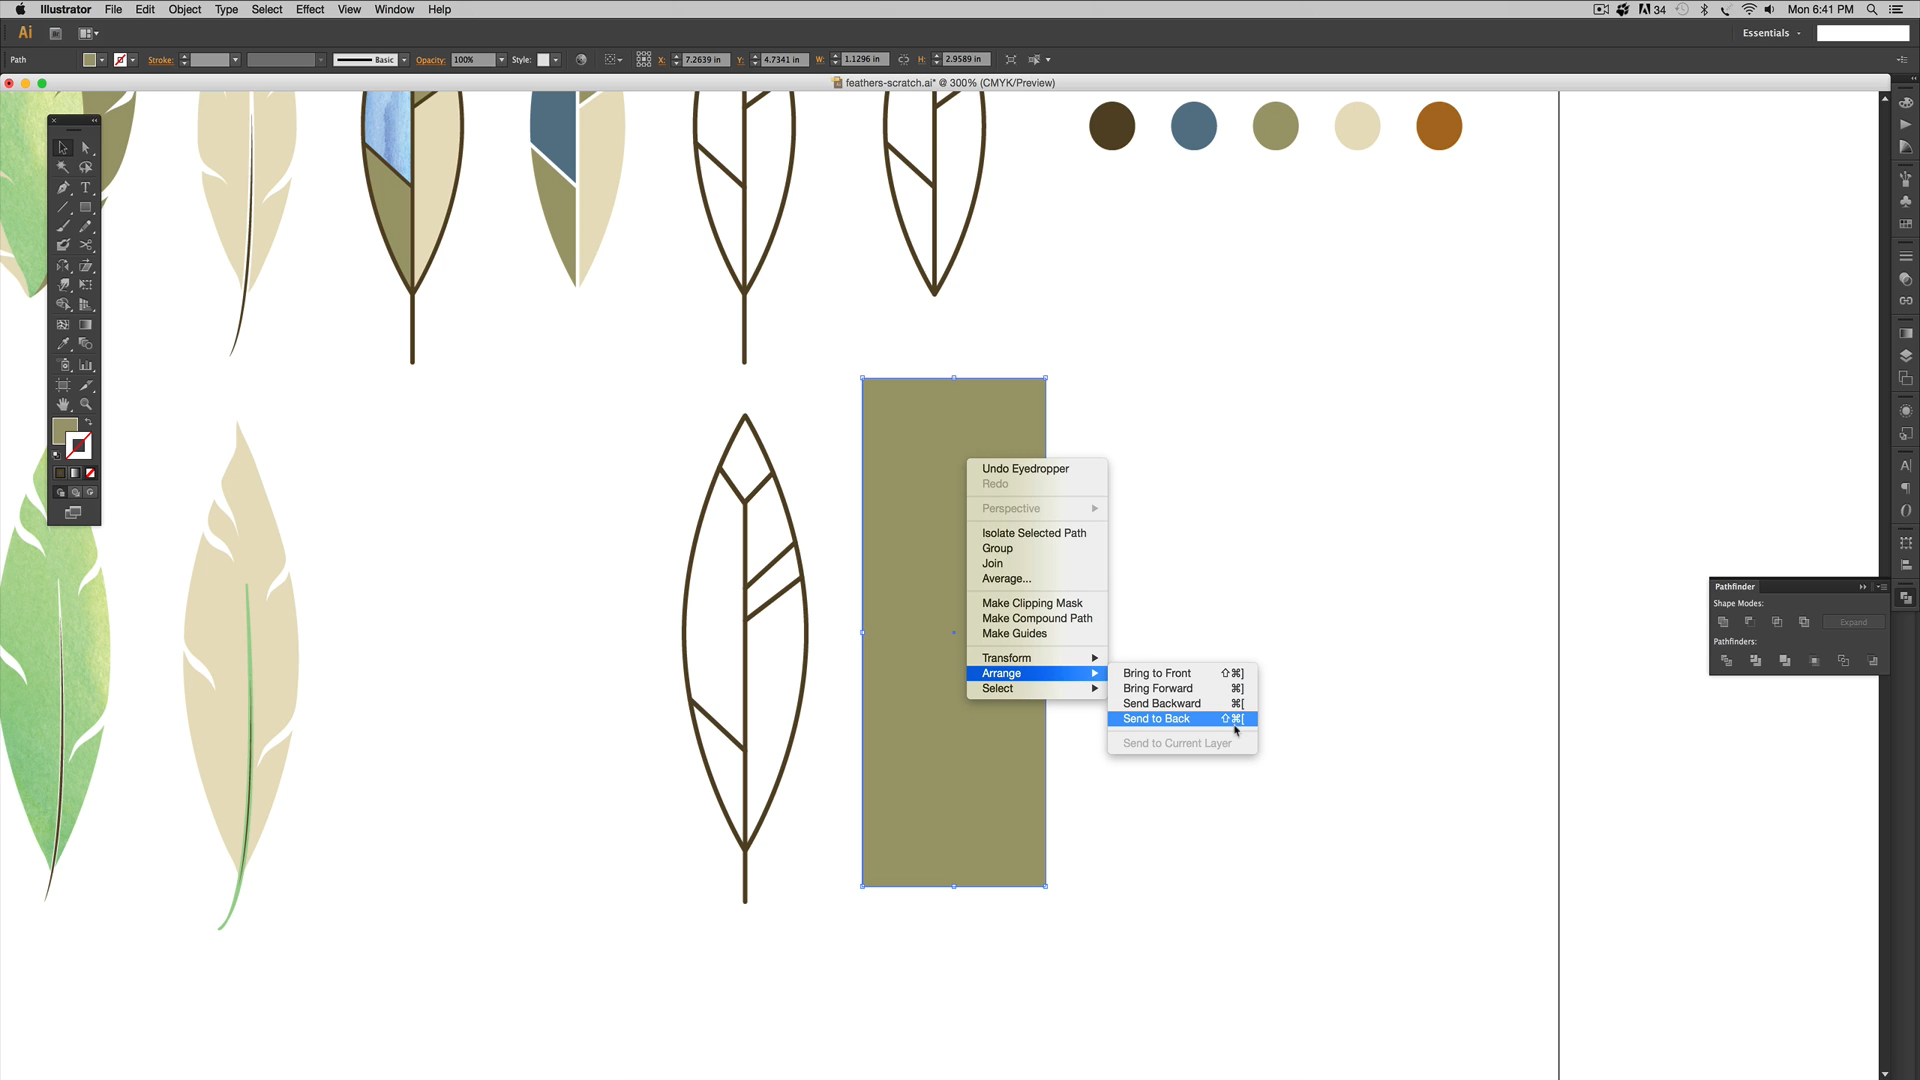 Illustrator File Edit Object Type Select Effect View Window Help
34 Mon 6:41 PM
Ai Br Essentials
Path Stroke: Basic Opacity: 100% Style: X: 7.2639 in Y: 4.7341 in W: 1.1296 in H: 2.9589 in
feathers-scratch.ai* @ 300% (CMYK/Preview)
Undo Eyedropper
Redo
Perspective
Isolate Selected Path
Group
Join
Average...
Make Clipping Mask
Make Compound Path
Make Guides
Transform
Arrange
Select
Bring to Front ⇧⌘]
Bring Forward ⌘]
Send Backward ⌘[
Send to Back ⇧⌘[
Send to Current Layer
Pathfinder
Shape Modes:
Expand
Pathfinders: